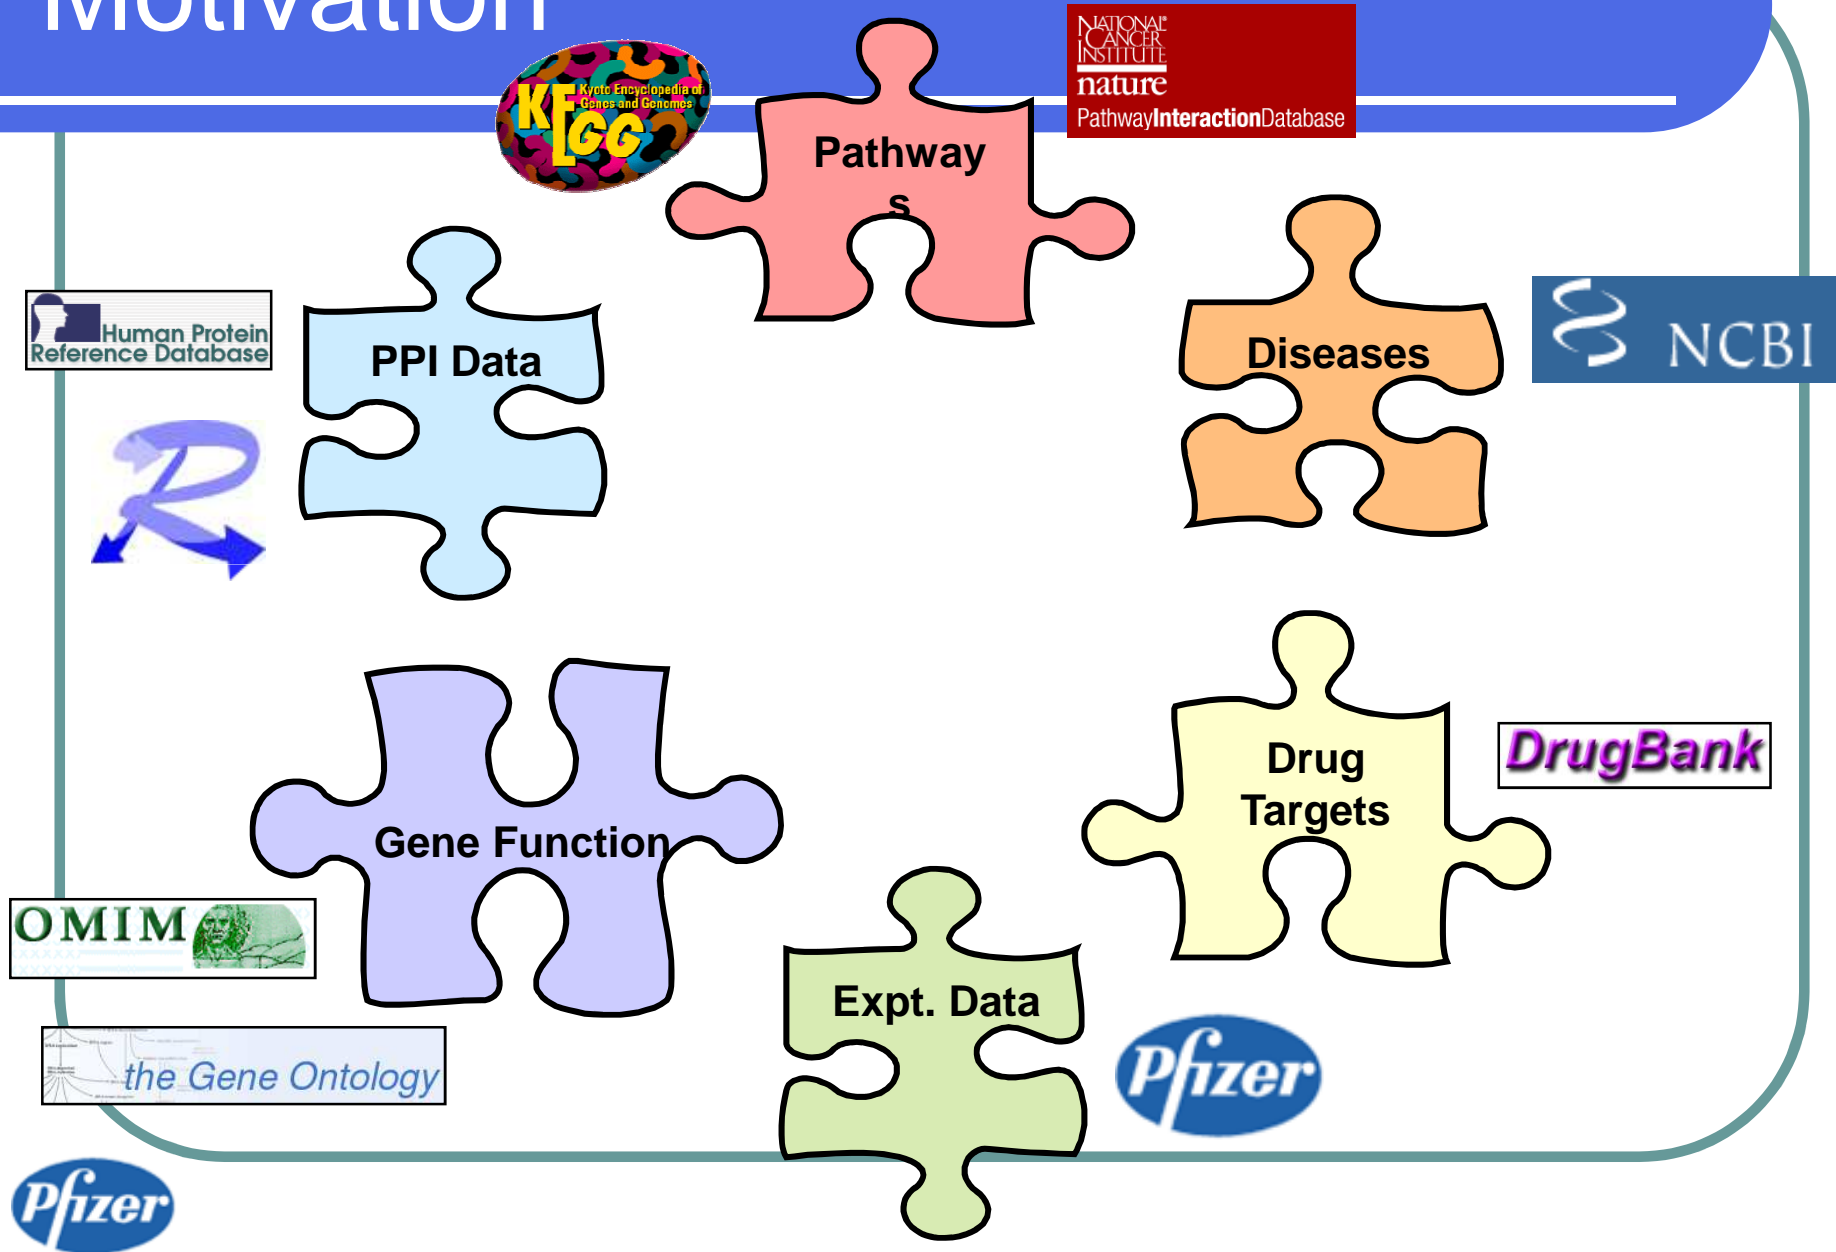 Motivation
KEGG
Kyoto Encyclopedia of
Genes and Genomes
NATIONAL
CANCER
INSTITUTE
nature
PathwayInteractionDatabase
Pathway
s
Human Protein
Reference Database
PPI Data
Diseases
NCBI
R
Drug
Targets
DrugBank
Gene Function
OMIM
Expt. Data
the Gene Ontology
Pfizer
Pfizer